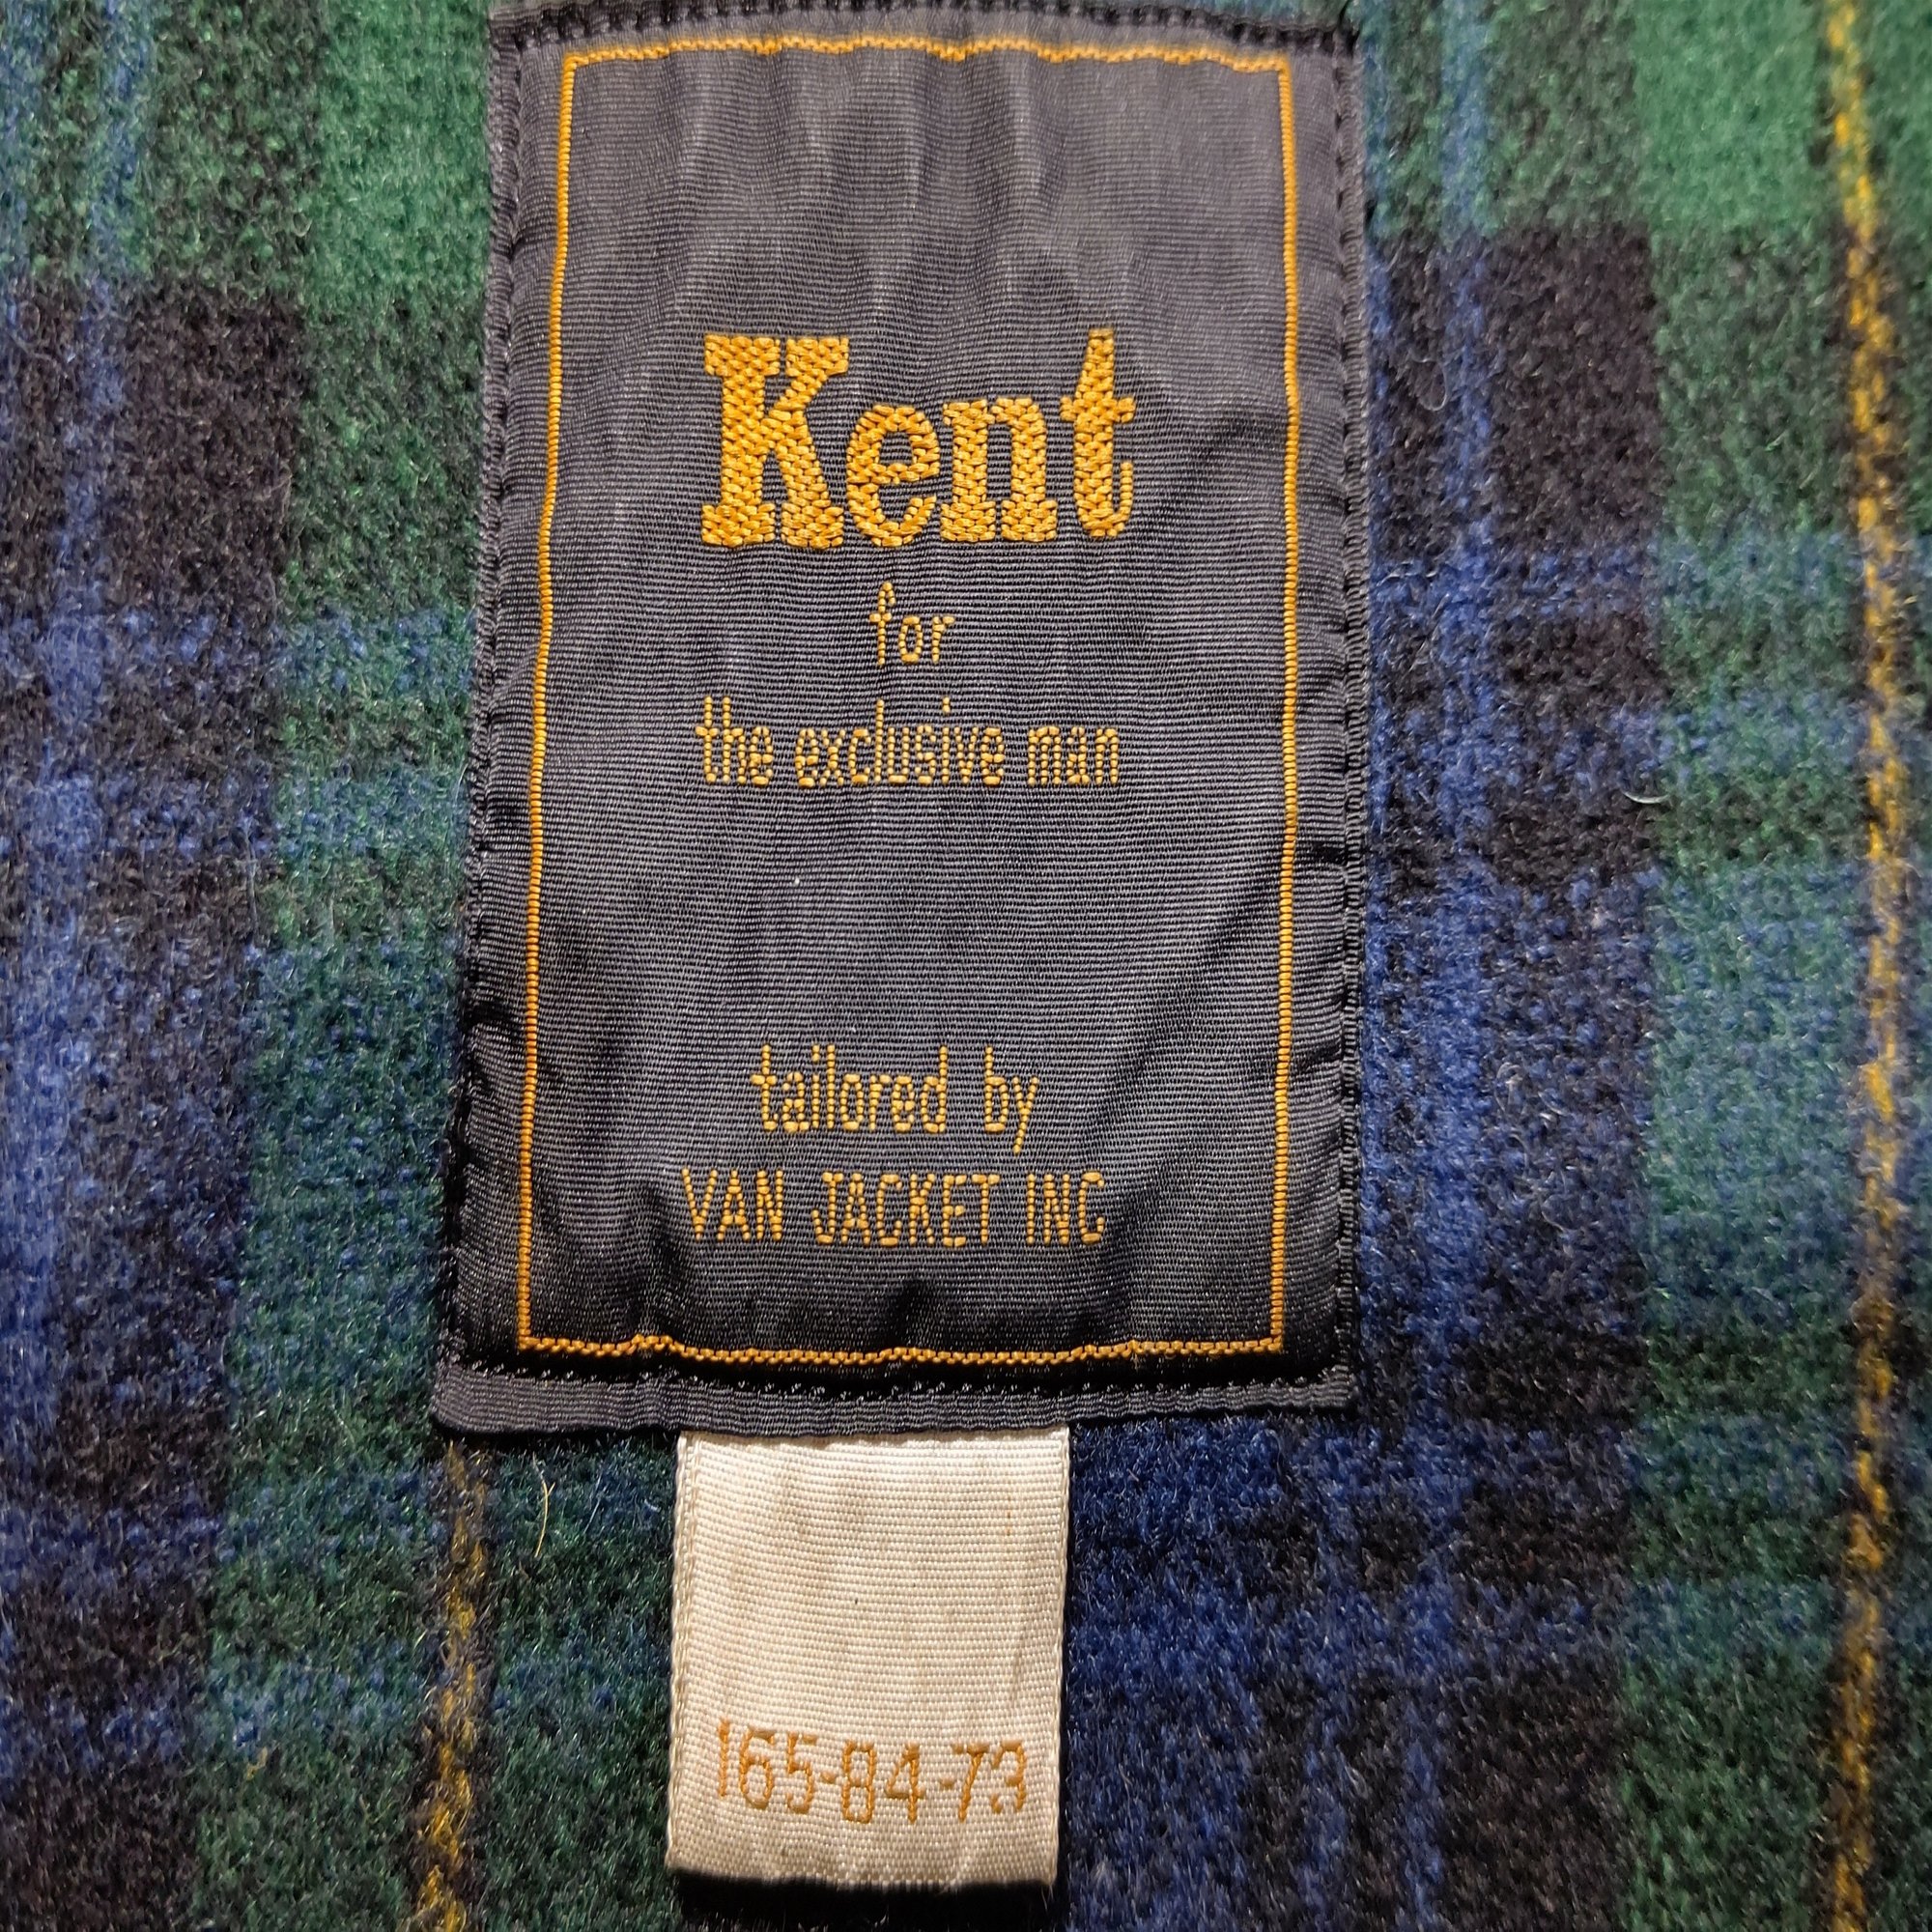 Kent
for
the exclusive man
tailored by
VAN JACKET INC
165-84-73